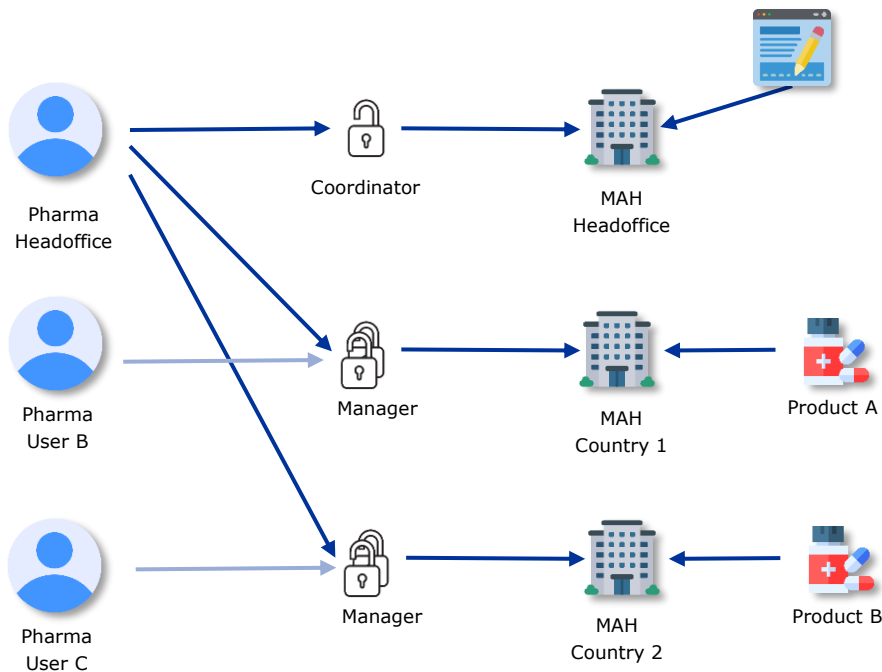 Pharma
Headoffice
Coordinator
MAH
Headoffice
Pharma
User B
Manager
MAH
Country 1
Product A
Pharma
User C
Manager
MAH
Country 2
Product B